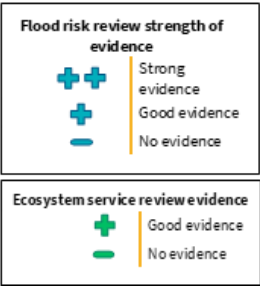 Flood risk review strength of
evidence
Strong
evidence
Good evidence
No evidence
Ecosystem service review evidence
Good evidence
No evidence